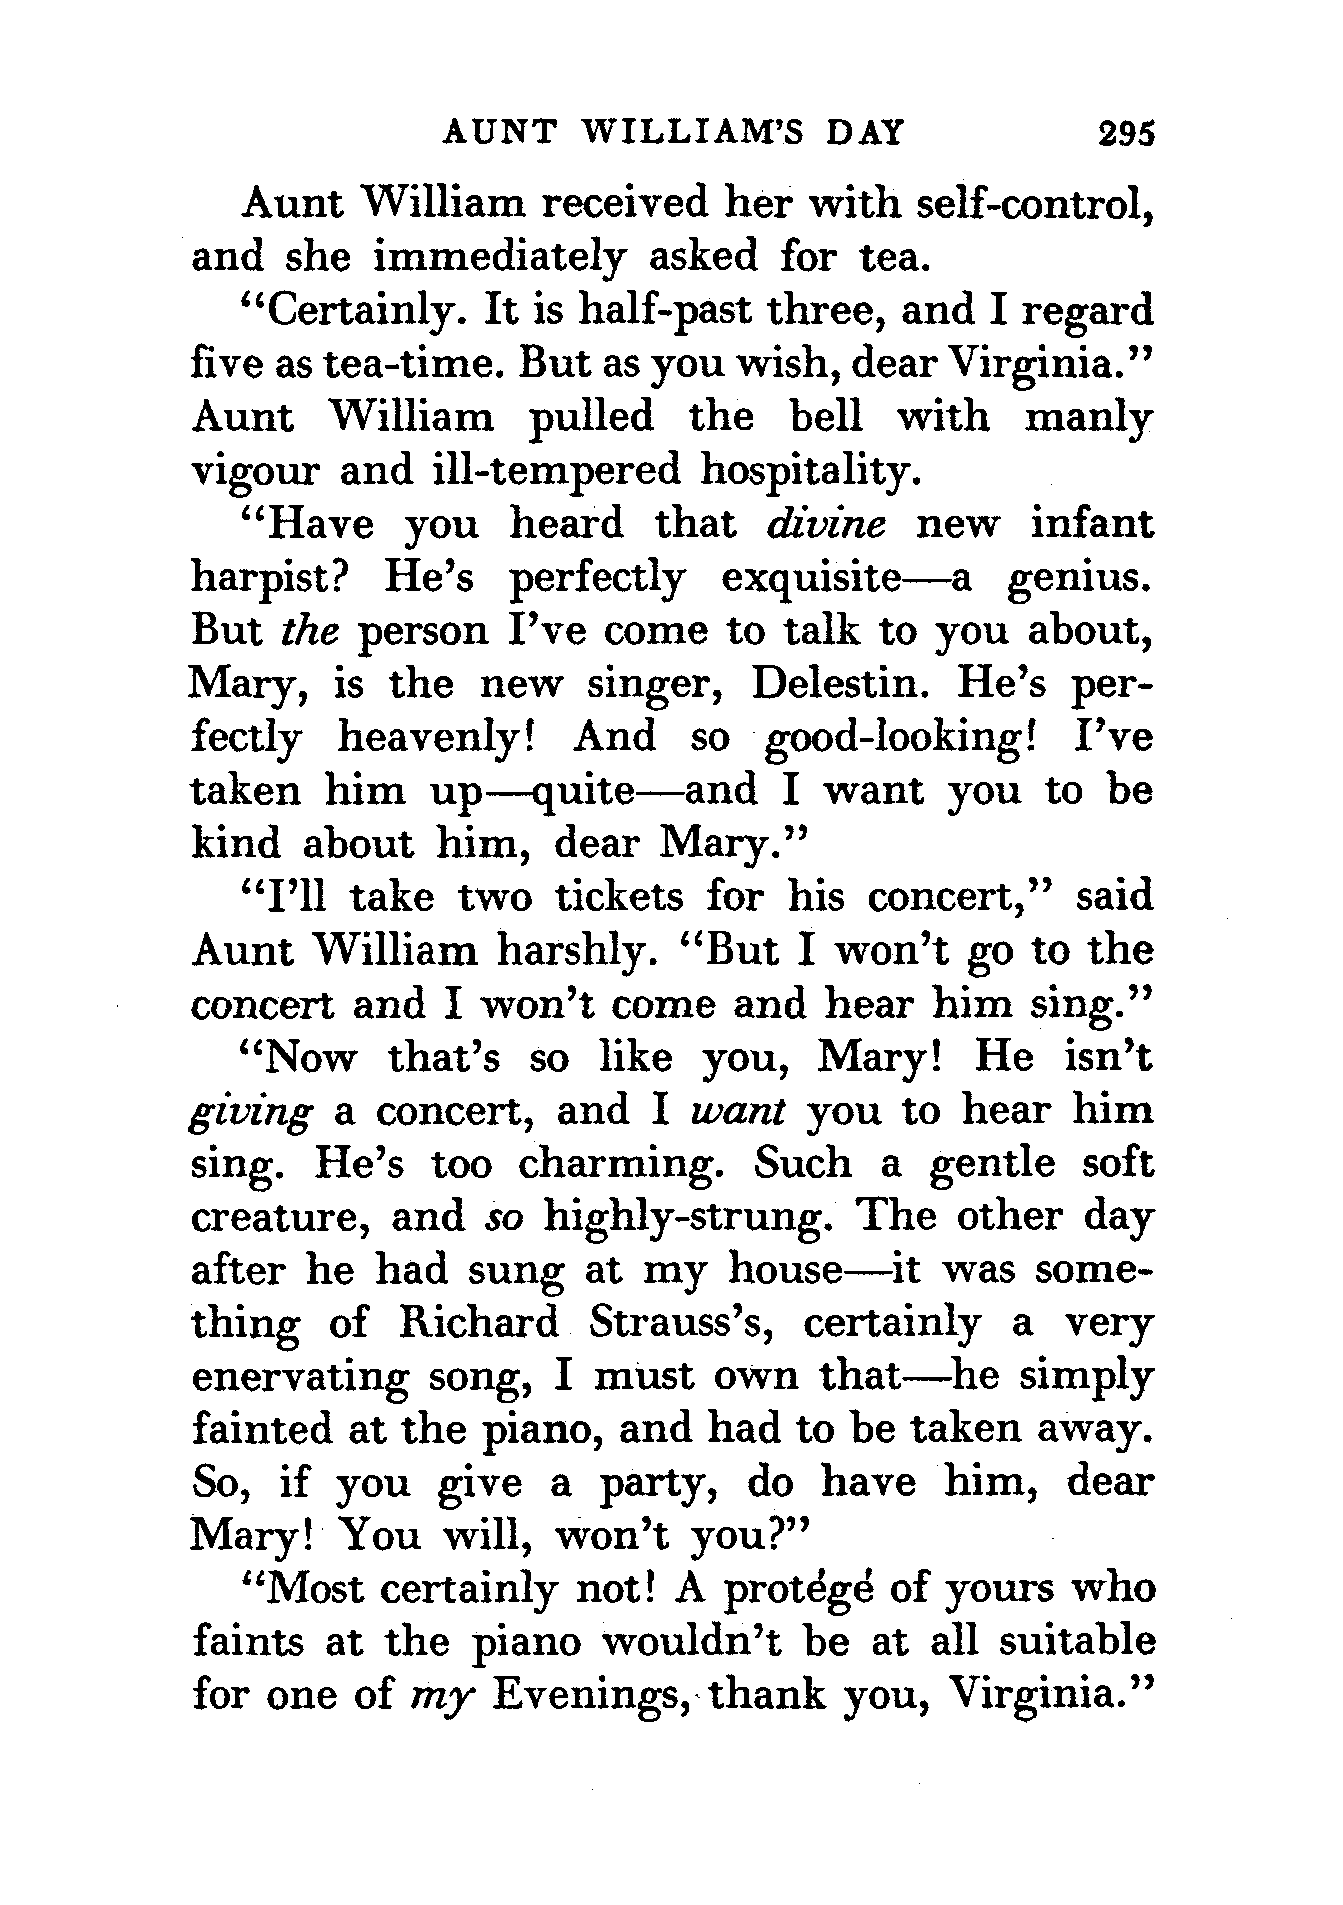 AUNT WILLIAM'S DAY 295
Aunt William received her with self-control,
and she immediately asked for tea.
"Certainly. It is half-past three, and I regard
five as tea-time. But as you wish, dear Virginia."
Aunt William pulled the bell with manly
vigour and ill-tempered hospitality.
"Have you heard that divine new infant
harpist? He's perfectly exquisite—a genius.
But the person I've come to talk to you about,
Mary, is the new singer, Delestin. He's per-
fectly heavenly! And so good-looking! I've
taken him up—quite—and I want you to be
kind about him, dear Mary."
"I'll take two tickets for his concert," said
Aunt William harshly. "But I won't go to the
concert and I won't come and hear him sing."
"Now that's so like you, Mary! He isn't
giving a concert, and I want you to hear him
sing. He's too charming. Such a gentle soft
creature, and so highly-strung. The other day
after he had sung at my house—it was some-
thing of Richard Strauss's, certainly a very
enervating song, I must own that—he simply
fainted at the piano, and had to be taken away.
So, if you give a party, do have him, dear
Mary! You will, won't you?"
"Most certainly not! A protégé of yours who
faints at the piano wouldn't be at all suitable
for one of my Evenings, thank you, Virginia."